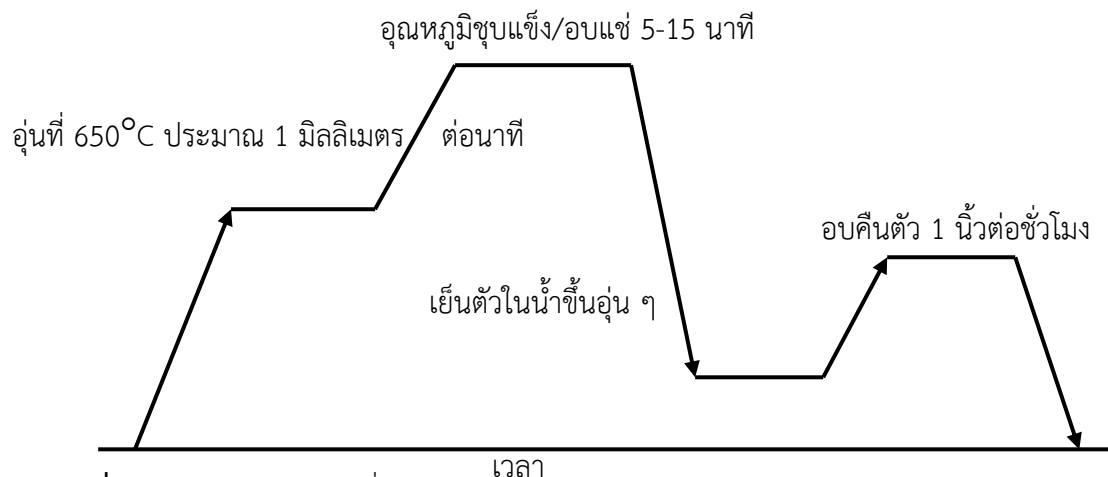 อุณหภูมิชุบแข็ง/อบแช่ 5-15 นาที
อุ่นที่ 650°C ประมาณ 1 มิลลิเมตร ต่อนาที
อบคืนตัว 1 นิ้วต่อชั่วโมง
เย็นตัวในน้ำขึ้นอุ่น ๆ
เวลา